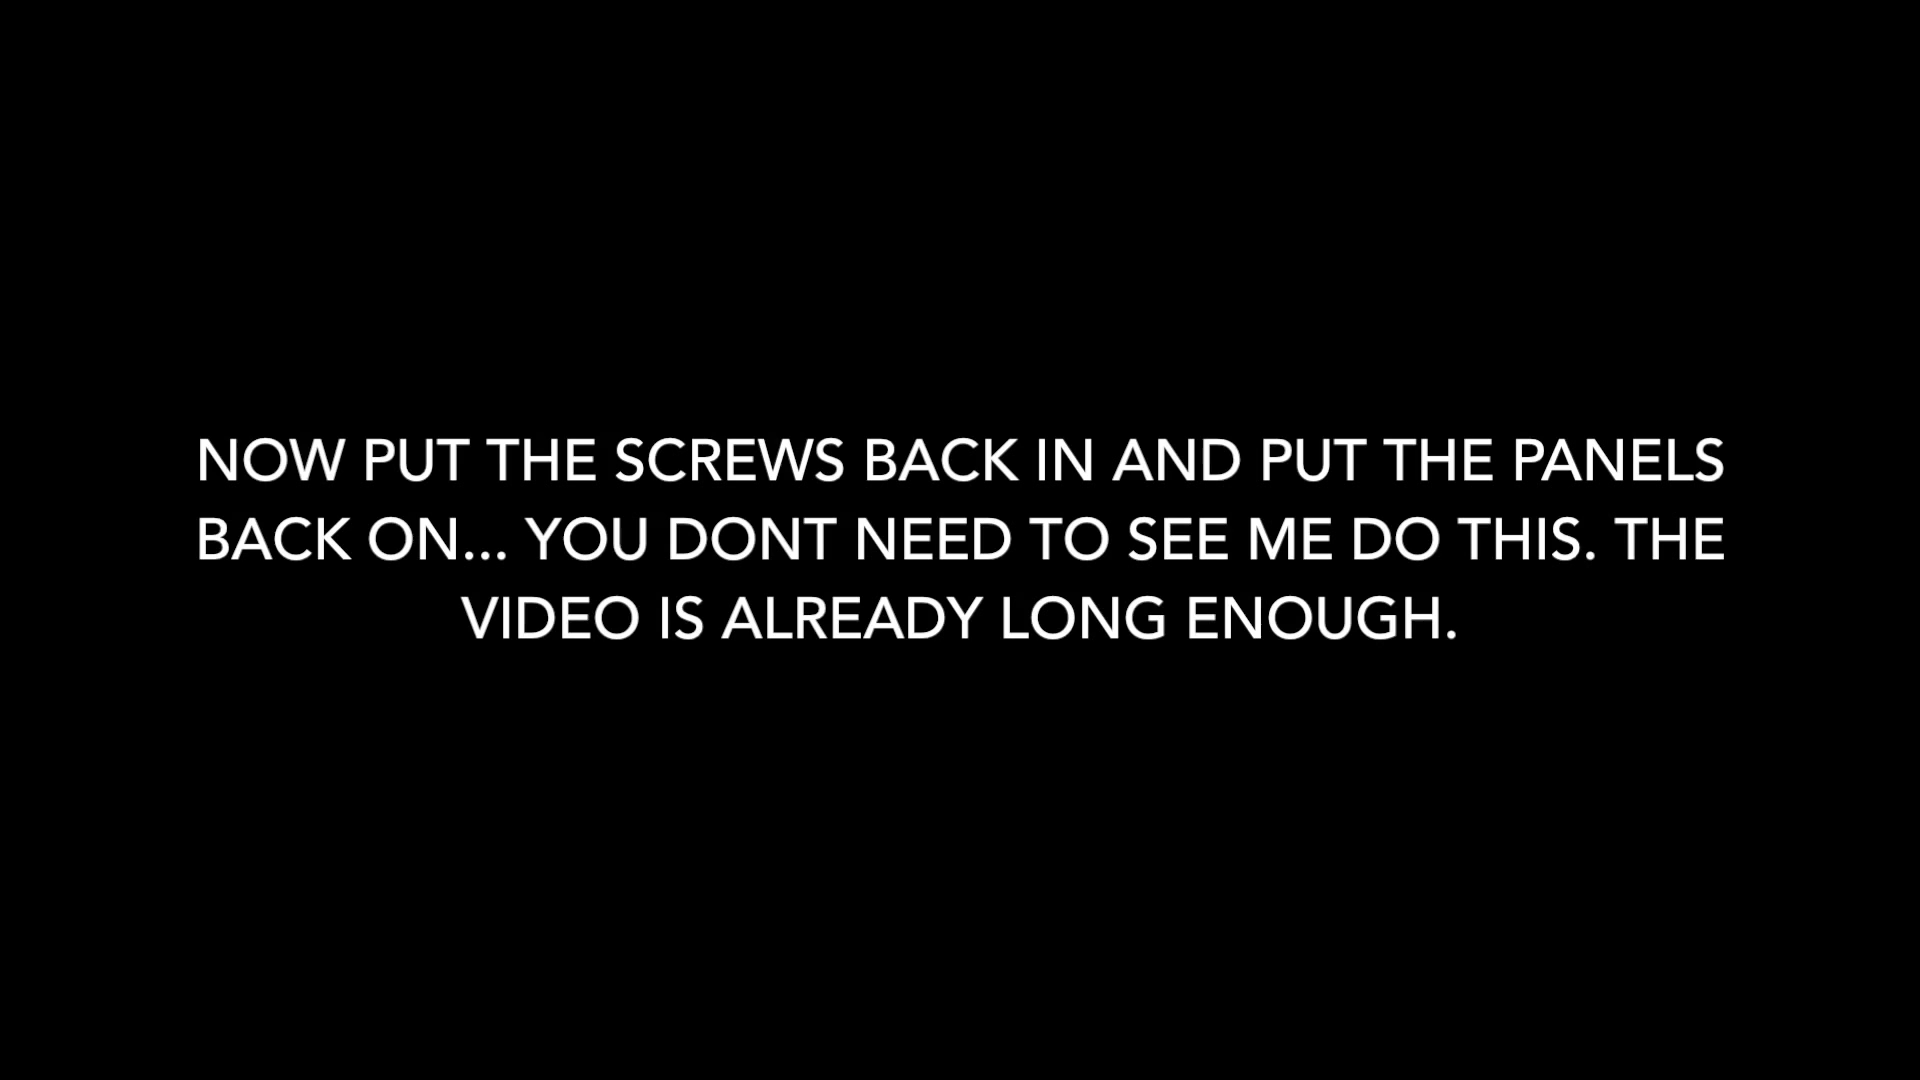 NOW PUT THE SCREWS BACK IN AND PUT THE PANELS
BACK ON... YOU DONT NEED TO SEE ME DO THIS. THE
VIDEO IS ALREADY LONG ENOUGH.